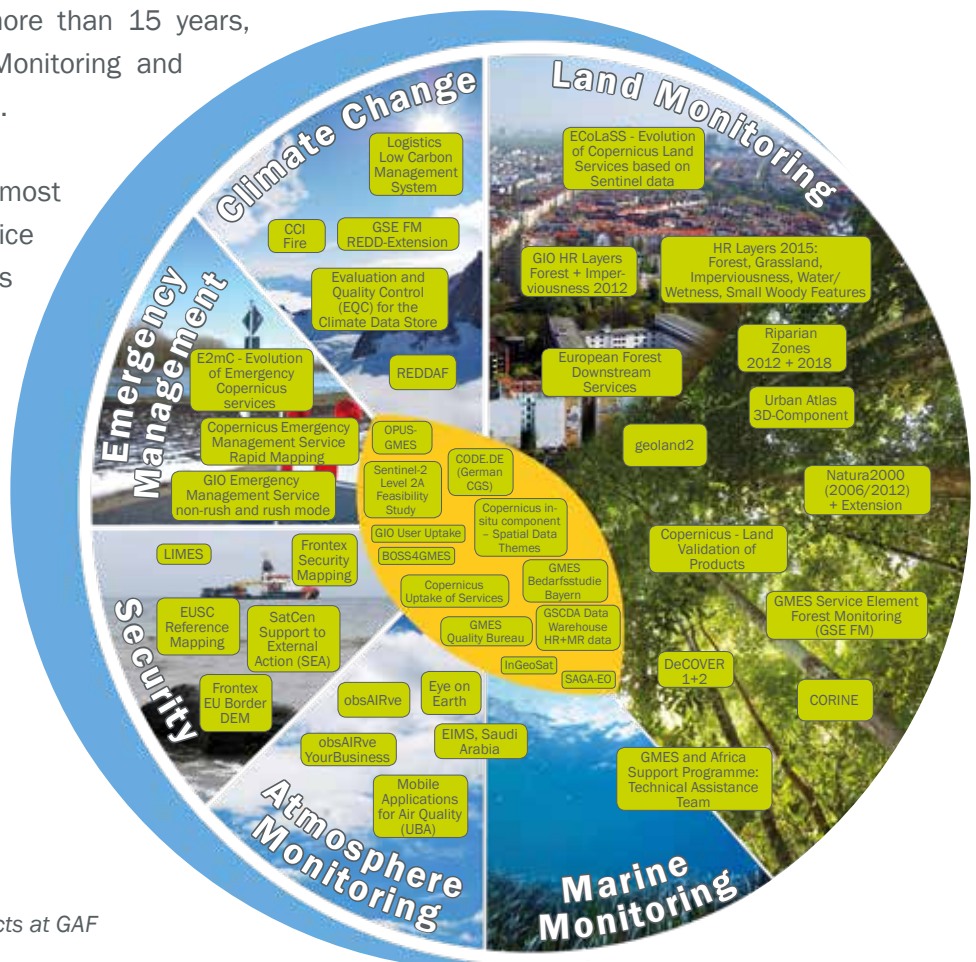 more than 15 years,
Monitoring and
.
most
ice
s
Climate Change
Logistics
Low Carbon
Management
System
CCI
Fire
GSE FM
REDD-Extension
Evaluation and
Quality Control
(EQC) for the
Climate Data Store
REDDAF
Land Monitoring
ECoLaSS - Evolution
of Copernicus Land
Services based on
Sentinel data
GIO HR Layers
Forest + Imper-
viousness 2012
HR Layers 2015:
Forest, Grassland,
Imperviousness, Water/
Wetness, Small Woody Features
European Forest
Downstream
Services
Riparian
Zones
2012 + 2018
Urban Atlas
3D-Component
geoland2
Natura2000
(2006/2012)
+ Extension
Copernicus - Land
Validation of
Products
GMES Service Element
Forest Monitoring
(GSE FM)
DeCOVER
1+2
CORINE
GMES and Africa
Support Programme:
Technical Assistance
Team
Emergency
Management
E2mC - Evolution
of Emergency
Copernicus
services
Copernicus Emergency
Management Service
Rapid Mapping
GIO Emergency
Management Service
non-rush and rush mode
OPUS-
GMES
CODE.DE
(German
CGS)
Sentinel-2
Level 2A
Feasibility
Study
Copernicus in-
situ component
– Spatial Data
Themes
GIO User Uptake
BOSS4GMES
GMES
Bedarfsstudie
Bayern
Copernicus
Uptake of Services
GSCDA Data
Warehouse
HR+MR data
GMES
Quality Bureau
InGeoSat
SAGA-EO
Security
LIMES
Frontex
Security
Mapping
EUSC
Reference
Mapping
SatCen
Support to
External
Action (SEA)
Frontex
EU Border
DEM
Atmosphere
Monitoring
obsAIRve
Eye on
Earth
obsAIRve
YourBusiness
EIMS, Saudi
Arabia
Mobile
Applications
for Air Quality
(UBA)
Marine
Monitoring
cts at GAF